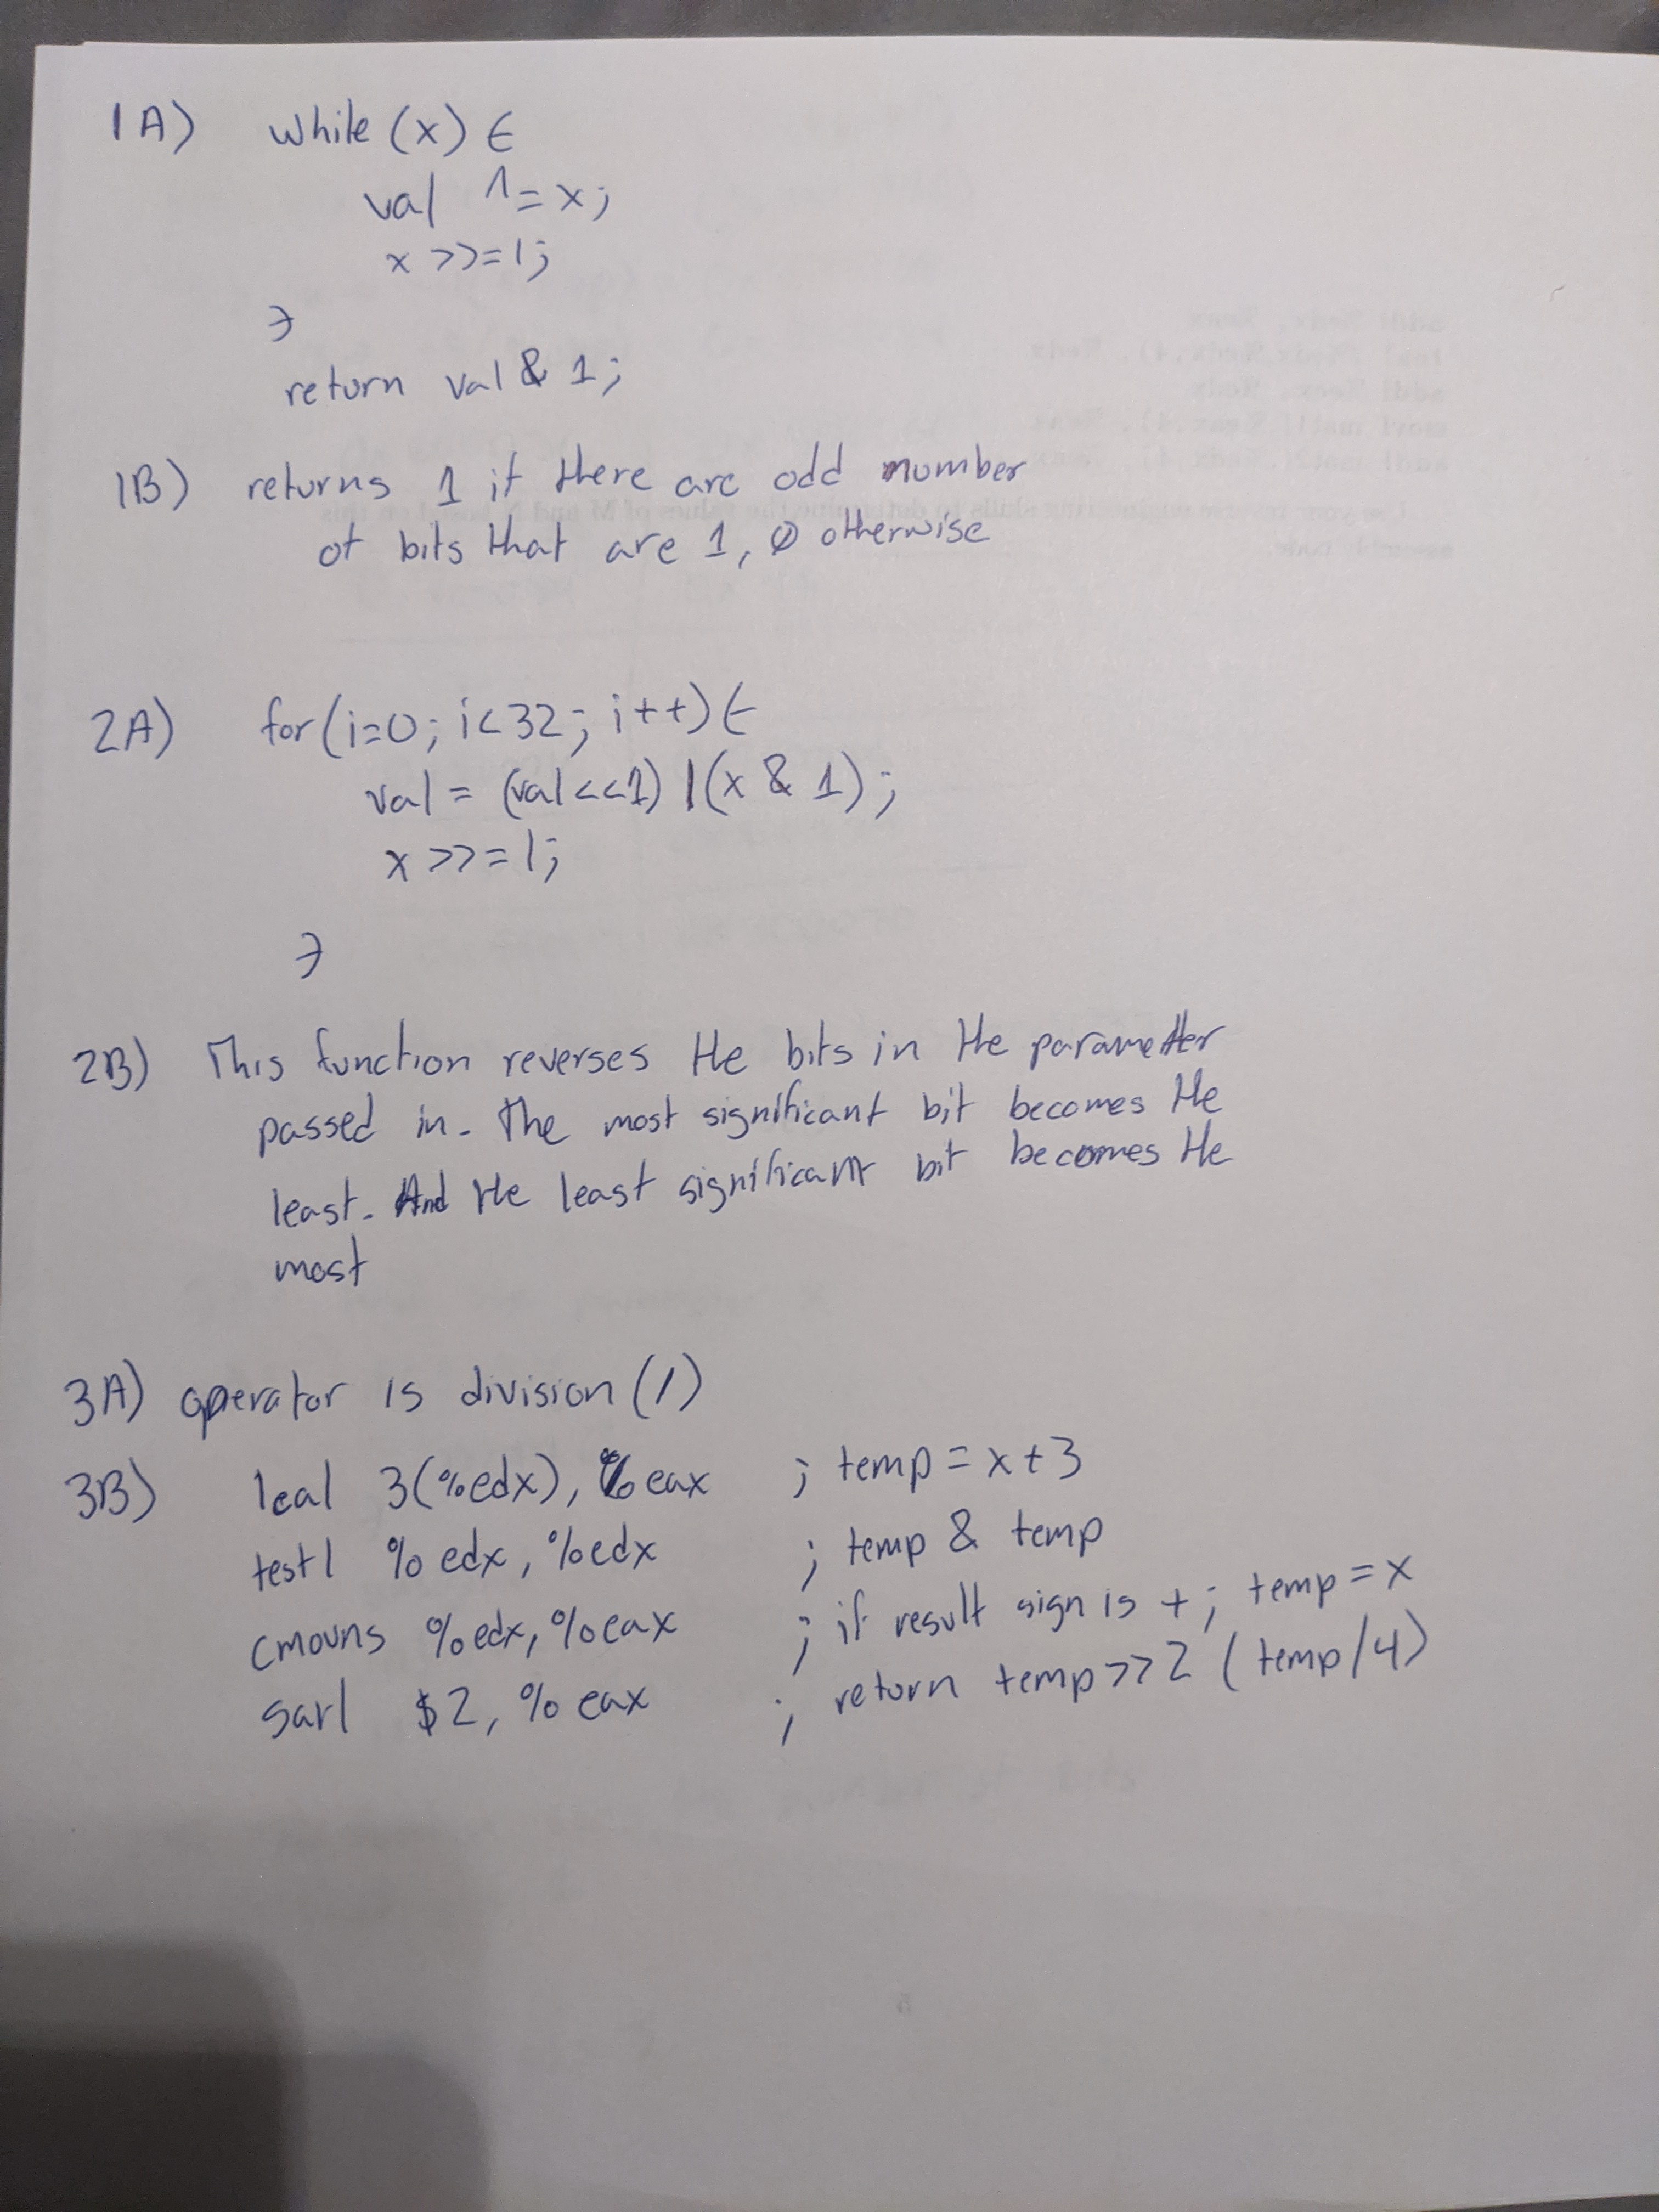 1A) while (x) {
val ^= x;
x >>= 1;
}
return val & 1;
1B) returns 1 if there are odd number
of bits that are 1, 0 otherwise
2A) for (i=0; i<32; i++) {
val = (val<<1) | (x & 1);
x >>= 1;
}
2B) This function reverses the bits in the parametter
passed in. The most significant bit becomes the
least. And the least significant bit becomes the
most
3A) operator is division (/)
3B) leal 3(%edx), %eax ; temp = x+3
testl %edx, %edx ; temp & temp
cmovns %edx, %eax ; if result sign is +; temp = x
sarl $2, %eax ; return temp >> 2 (temp/4)